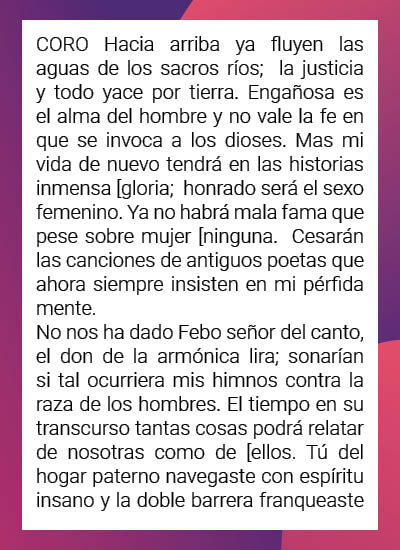 CORO Hacia arriba ya fluyen las
aguas de los sacros ríos;  la justicia
y todo yace por tierra. Engañosa es
el alma del hombre y no vale la fe en
que se invoca a los dioses. Mas mi
vida de nuevo tendrá en las historias
inmensa [gloria;  honrado será el sexo
femenino. Ya no habrá mala fama que
pese sobre mujer [ninguna.  Cesarán
las canciones de antiguos poetas que
ahora siempre insisten en mi pérfida
mente.
No nos ha dado Febo señor del canto,
el don de la armónica lira; sonarían
si tal ocurriera mis himnos contra la
raza de los hombres. El tiempo en su
transcurso tantas cosas podrá relatar
de nosotras como de [ellos. Tú del
hogar paterno navegaste con espíritu
insano y la doble barrera franqueaste